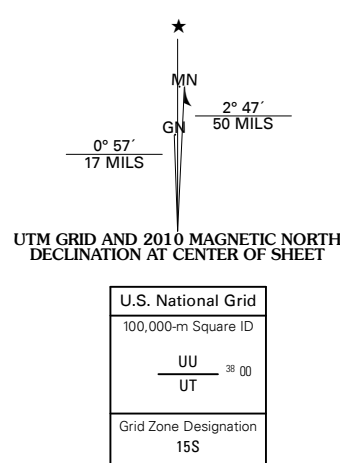 ★
MN
GN
2° 47´
50 MILS
0° 57´
17 MILS
UTM GRID AND 2010 MAGNETIC NORTH
DECLINATION AT CENTER OF SHEET
U.S. National Grid
100,000-m Square ID
UU
38 00
UT
Grid Zone Designation
15S